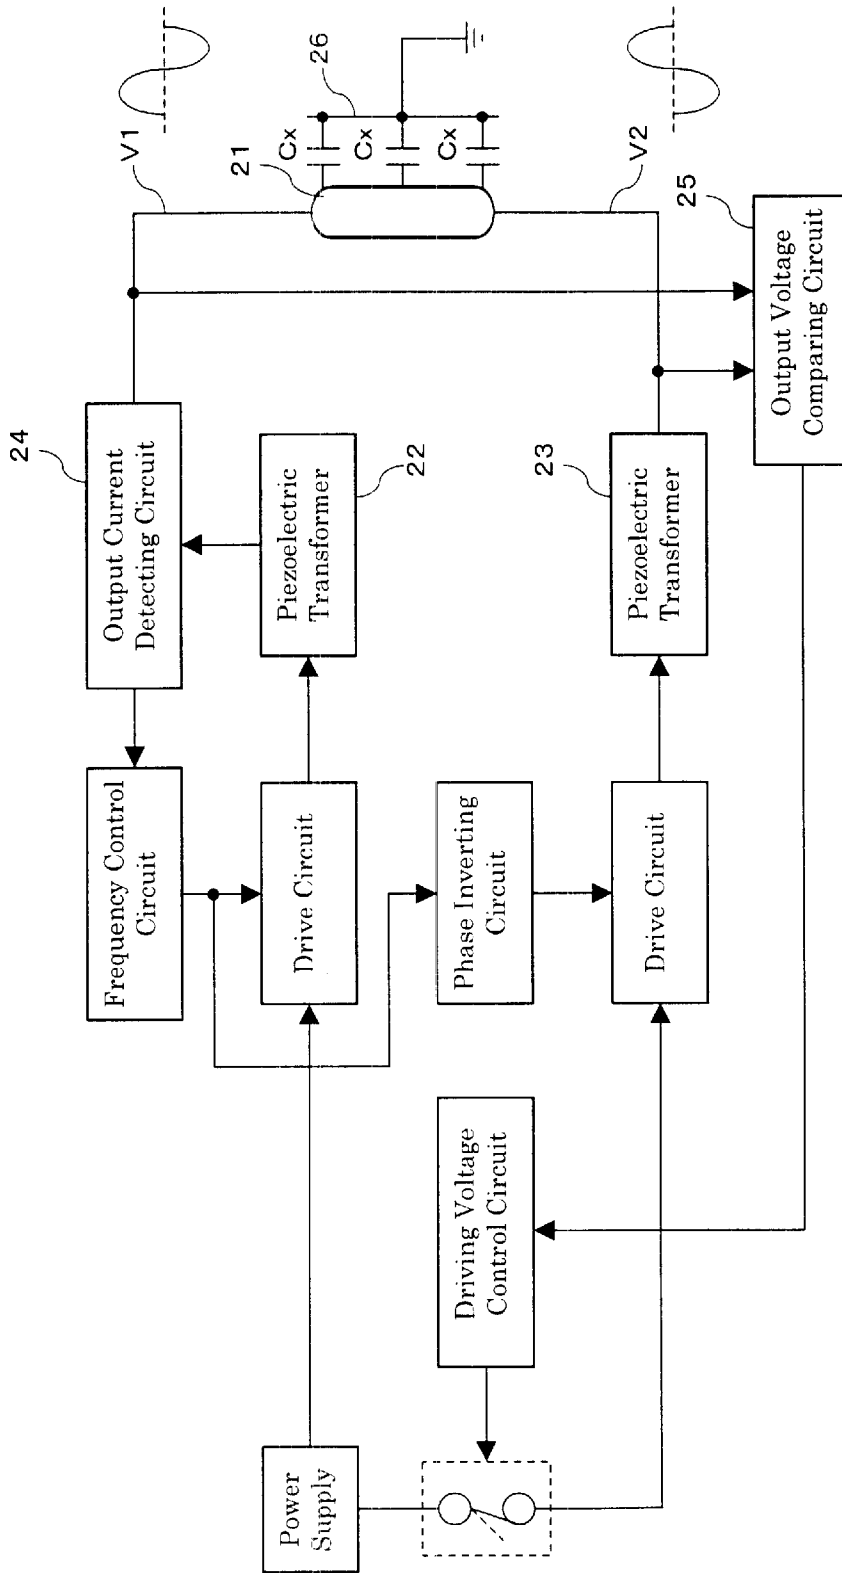 24
Output Current
Detecting Circuit
V1
21
Cx
Cx
Cx
26
Frequency Control
Circuit
Piezoelectric
Transformer
22
Drive Circuit
Power
Supply
Phase Inverting
Circuit
Driving Voltage
Control Circuit
23
Piezoelectric
Transformer
V2
Drive Circuit
25
Output Voltage
Comparing Circuit